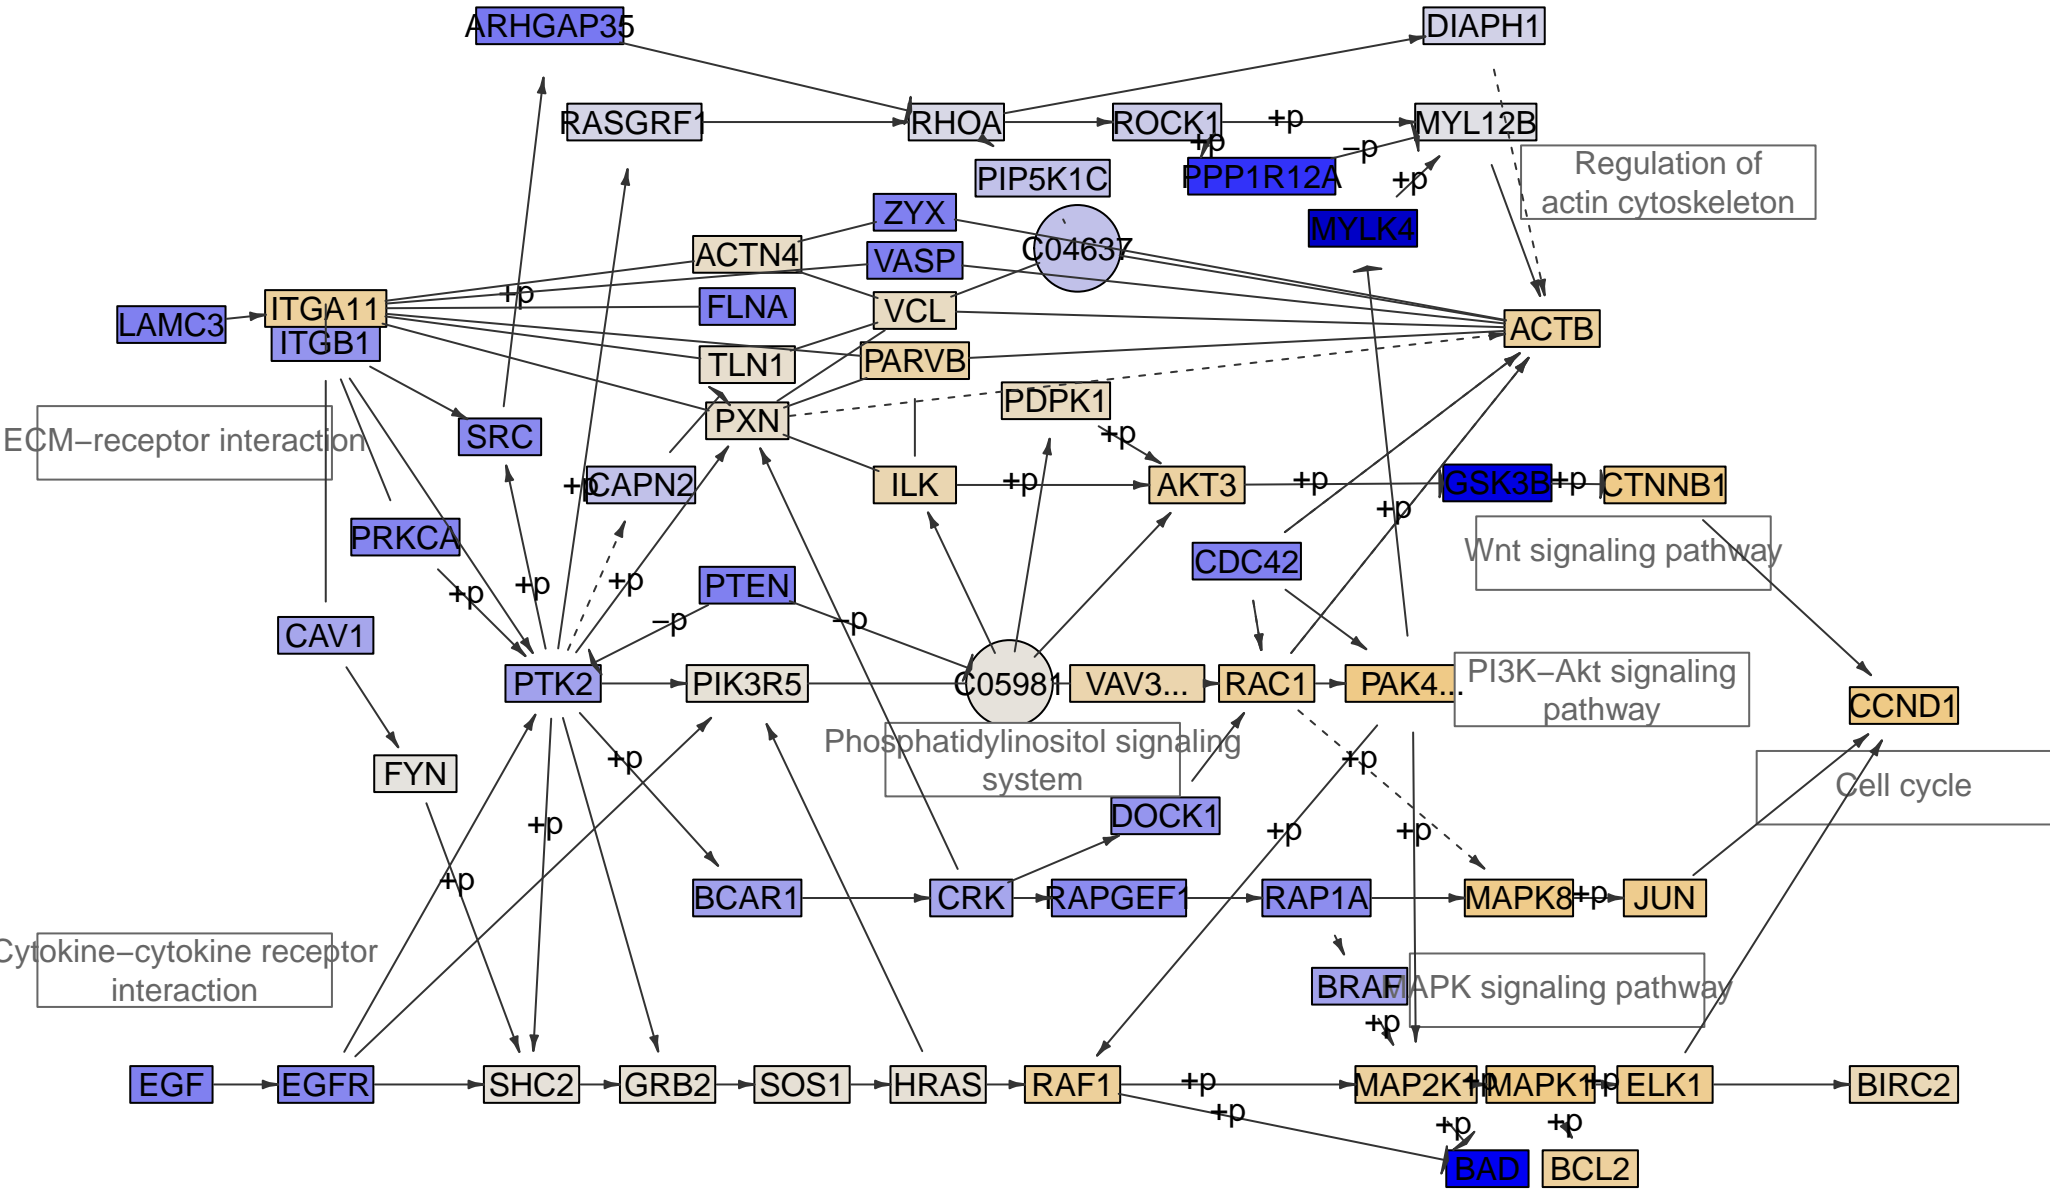 ARHGAP35
DIAPH1
RASGRF1
RHOA
ROCK1
+p
MYL12B
+p
–p
PIP5K1C
PPP1R12A
+p
Regulation of
actin cytoskeleton
ZYX
MYLK4
ACTN4
VASP
C04637
+p
ITGA11
FLNA
VCL
LAMC3
ITGB1
ACTB
TLN1
PARVB
PDPK1
PXN
+p
ECM–receptor interaction
SRC
+p
CAPN2
ILK
+p
AKT3
+p
GSK3B
+p
CTNNB1
+p
PRKCA
Wnt signaling pathway
CDC42
+p
+p
+p
PTEN
–p
–p
CAV1
PTK2
PIK3R5
C05981
VAV3...
RAC1
PAK4...
PI3K–Akt signaling
pathway
CCND1
Phosphatidylinositol signaling
system
+p
+p
FYN
Cell cycle
DOCK1
+p
+p
+p
+p
BCAR1
CRK
RAPGEF1
RAP1A
MAPK8
+p
JUN
Cytokine–cytokine receptor
interaction
BRAF
MAPK signaling pathway
+p
EGF
EGFR
SHC2
GRB2
SOS1
HRAS
RAF1
+p
MAP2K1
+p
MAPK1
+p
ELK1
BIRC2
+p
+p
+p
BAD
BCL2